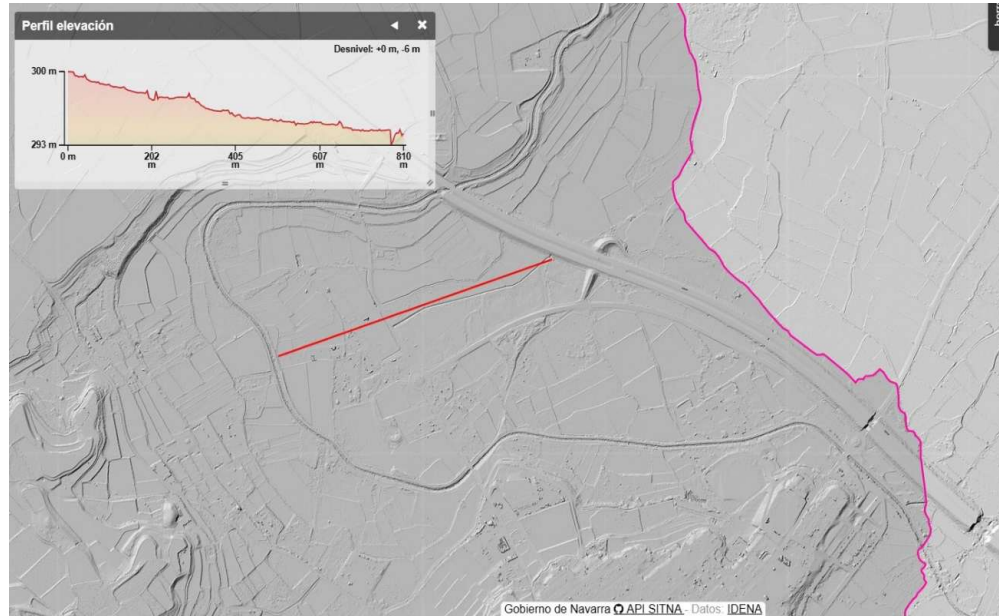 Perfil elevación
Desnivel: +0 m, -6 m
300 m
293 m
0 m
202 m
405 m
607 m
810 m
Gobierno de Navarra API SITNA - Datos: IDENA